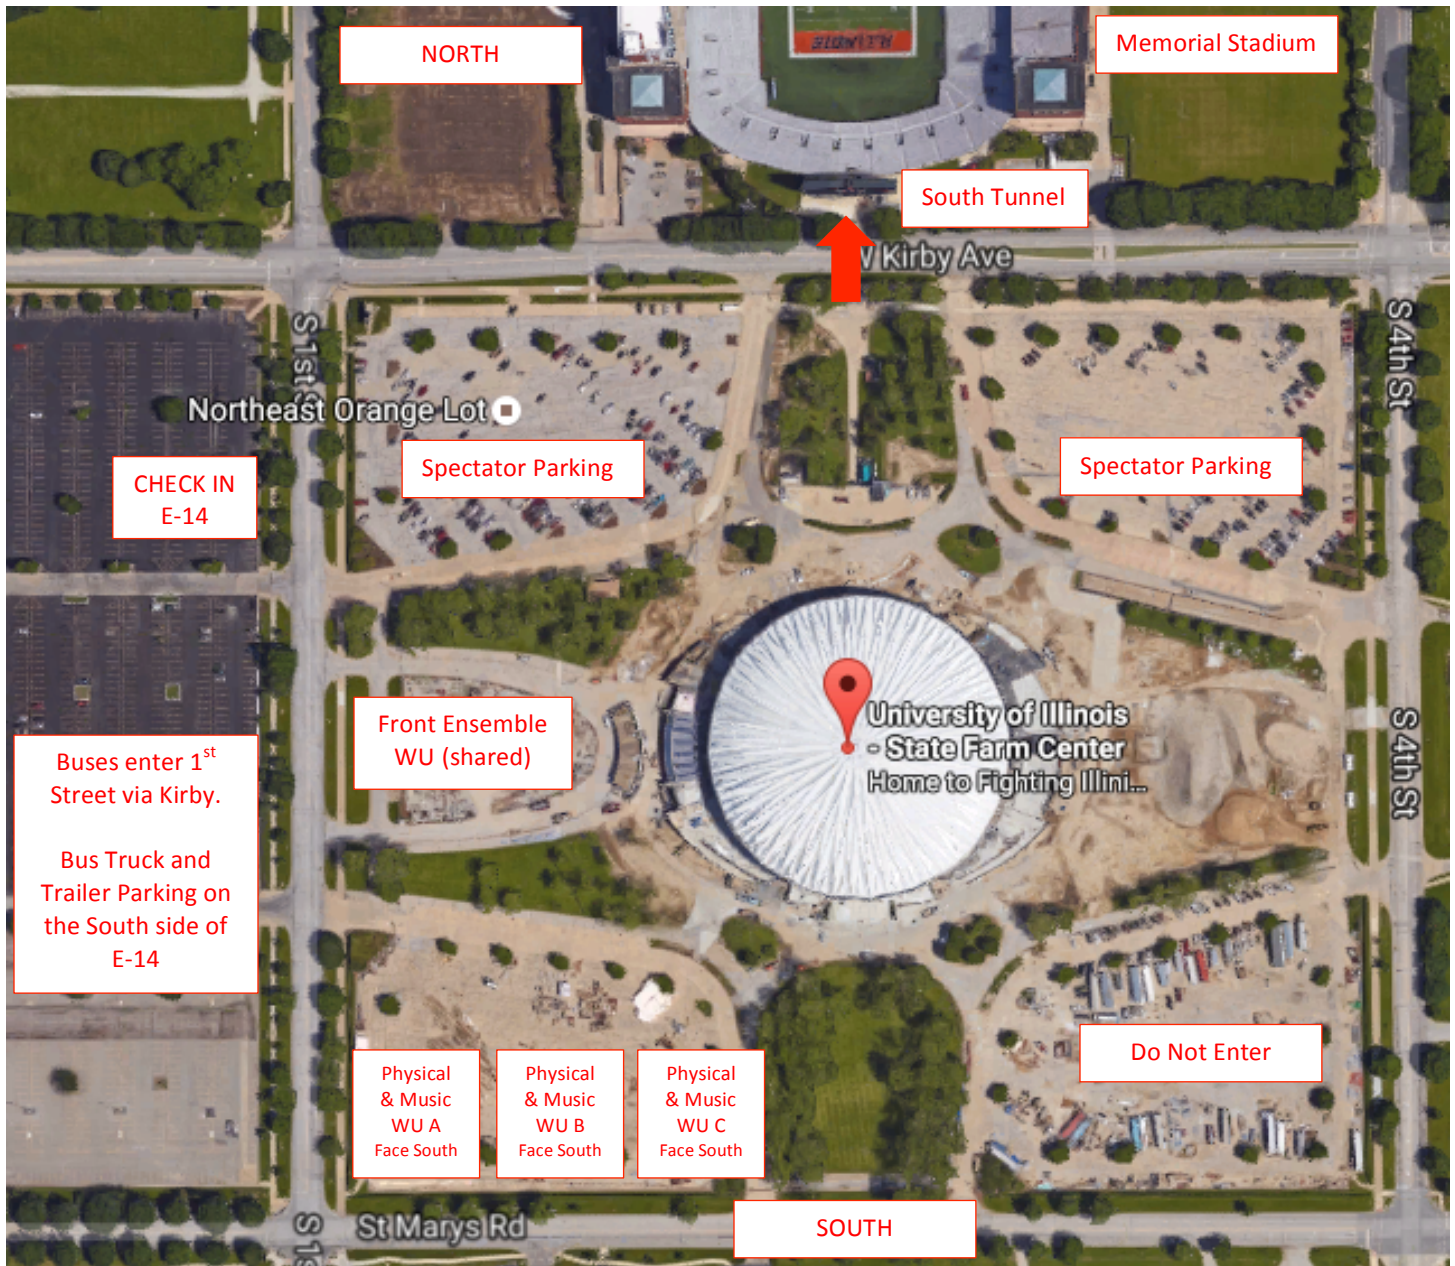 NORTH
Memorial Stadium
ILLINOIS
South Tunnel
W Kirby Ave
S 1st S
S 4th St
Northeast Orange Lot
Spectator Parking
Spectator Parking
CHECK IN
E-14
Front Ensemble
WU (shared)
University of Illinois
- State Farm Center
Home to Fighting Illini...
S 4th St
Buses enter 1st
Street via Kirby.
Bus Truck and
Trailer Parking on
the South side of
E-14
Do Not Enter
Physical
& Music
WU A
Face South
Physical
& Music
WU B
Face South
Physical
& Music
WU C
Face South
S 1s
St Marys Rd
SOUTH